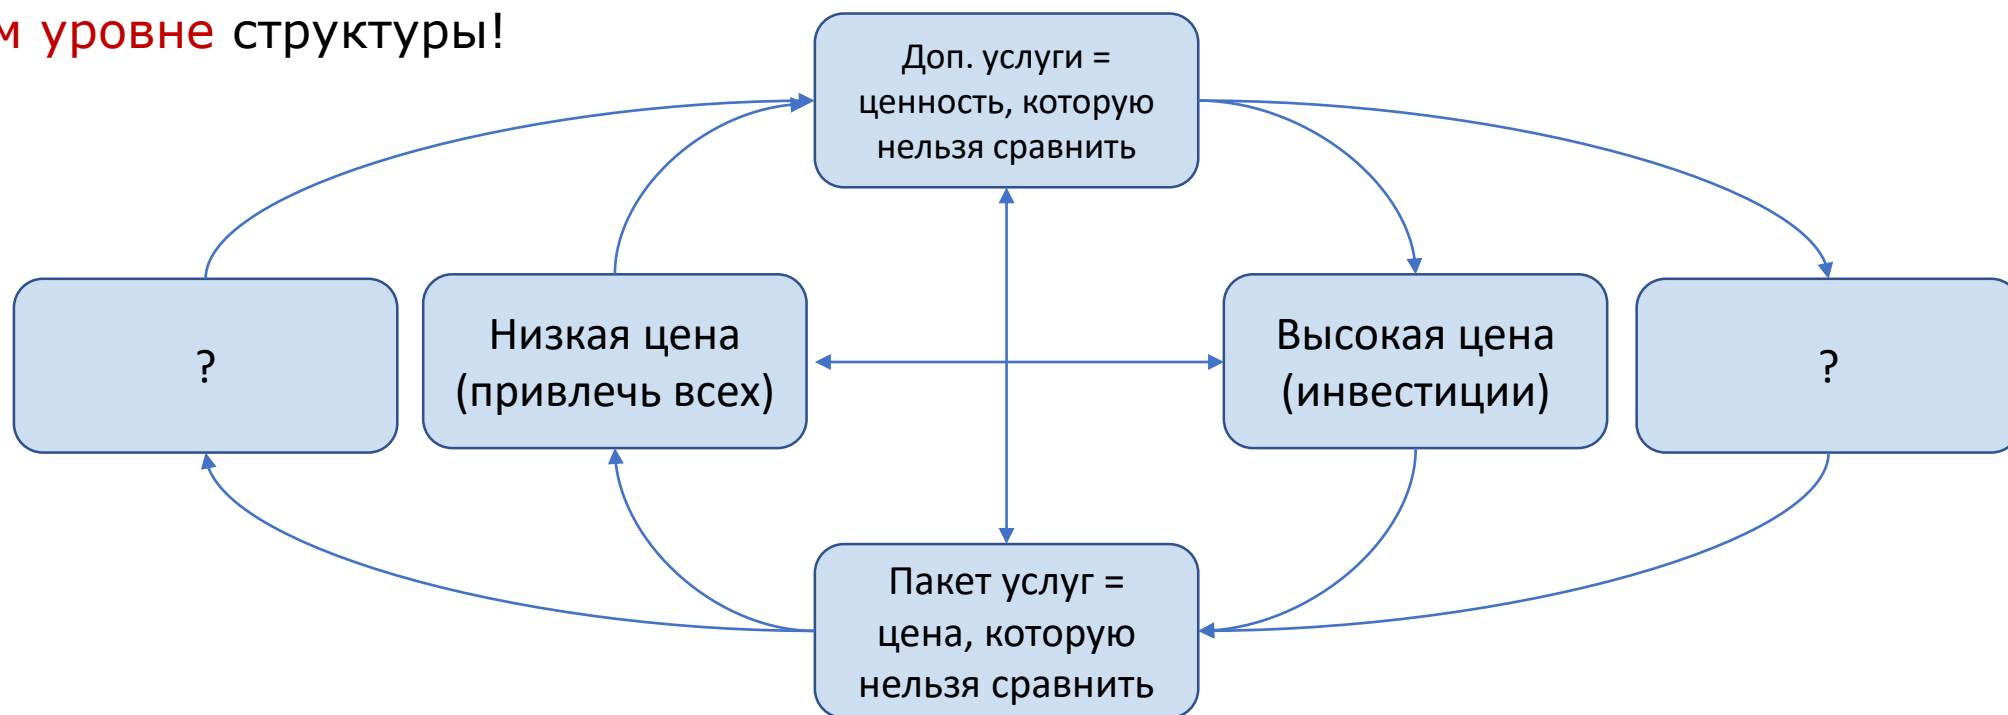 м уровне структуры!
Доп. услуги =
ценность, которую
нельзя сравнить
?
Низкая цена
(привлечь всех)
Высокая цена
(инвестиции)
?
Пакет услуг =
цена, которую
нельзя сравнить